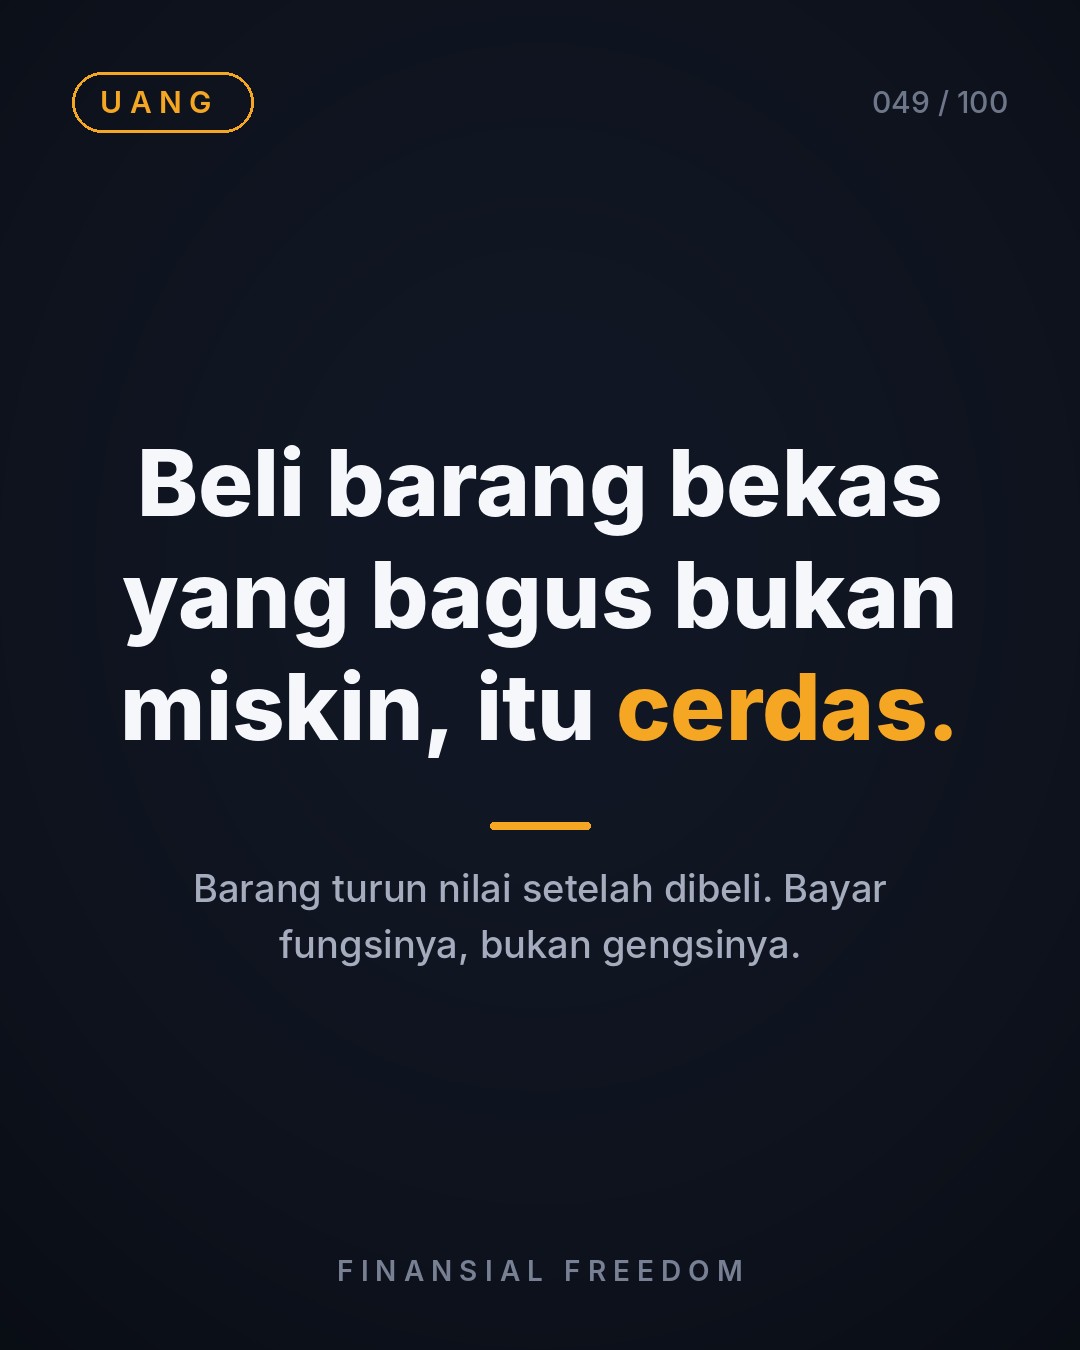 UANG
049 / 100
Beli barang bekas
yang bagus bukan
miskin, itu cerdas.
Barang turun nilai setelah dibeli. Bayar
fungsinya, bukan gengsinya.
FINANSIAL FREEDOM